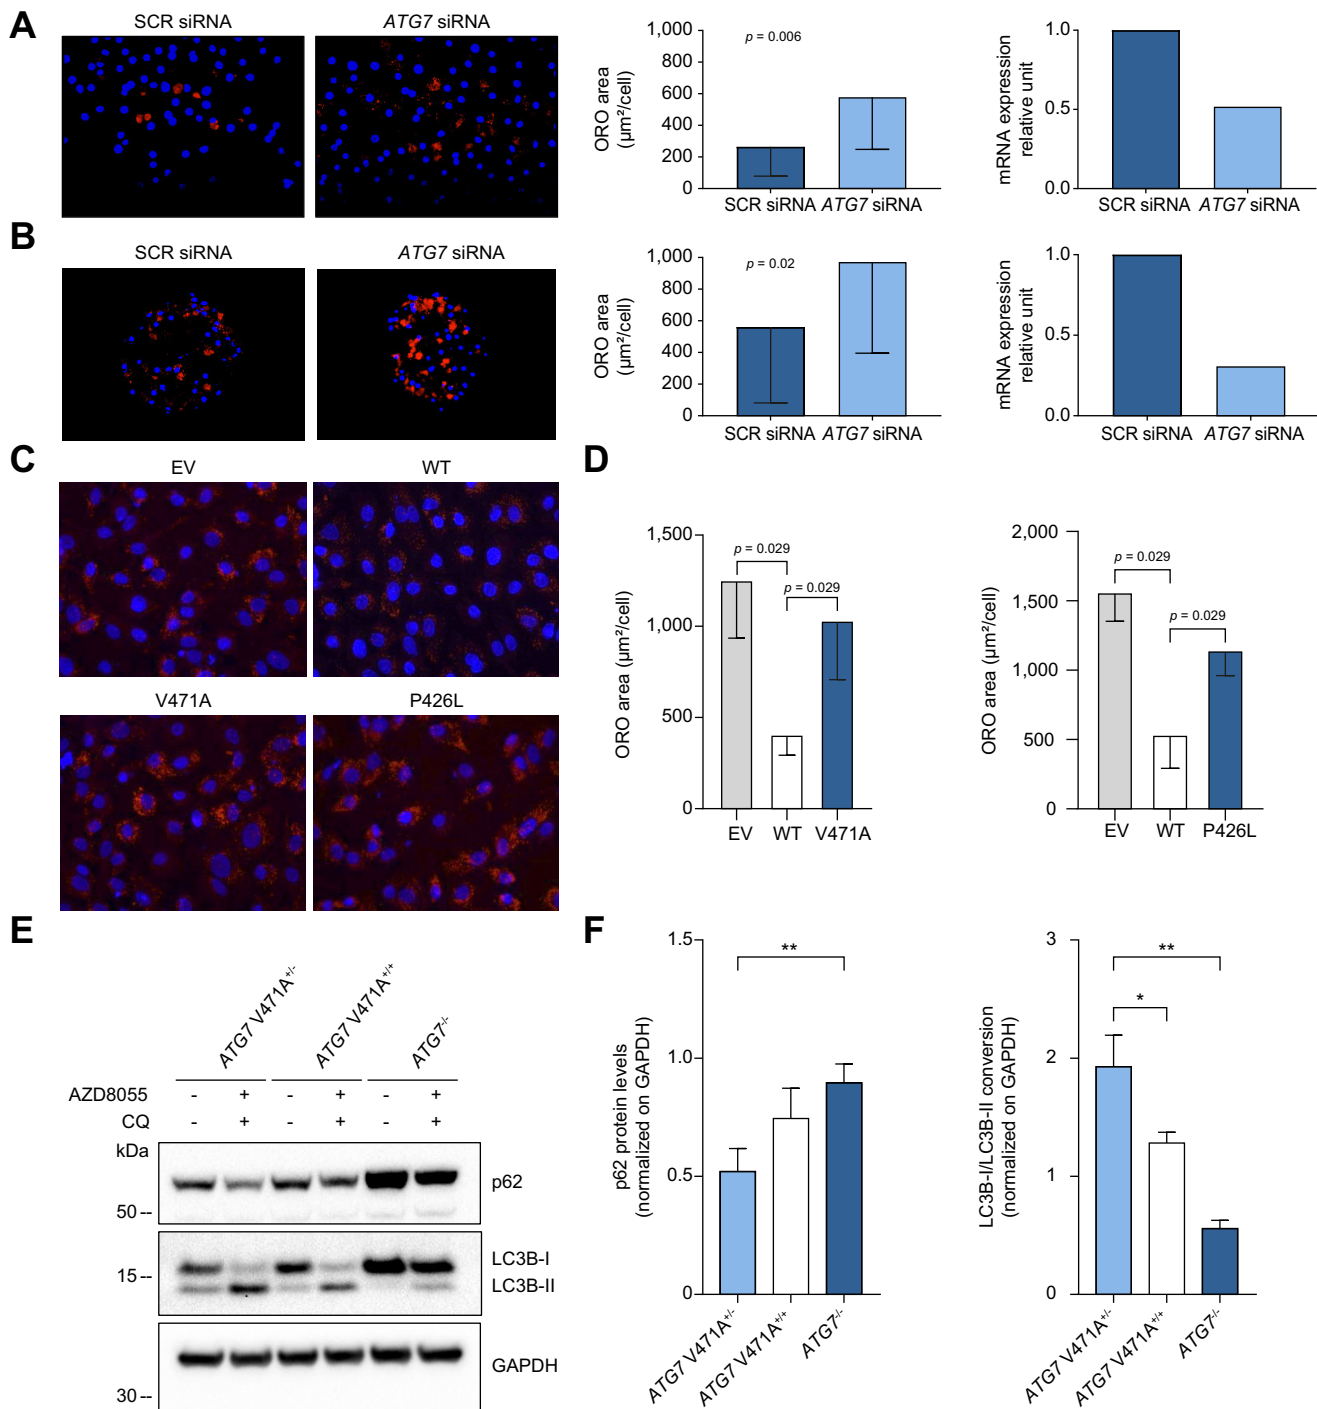 A
SCR siRNA
ATG7 siRNA
ORO area
(µm²/cell)
1,000
800
600
400
200
0
p = 0.006
SCR siRNA ATG7 siRNA
mRNA expression
relative unit
1.0
0.5
0.0
SCR siRNA ATG7 siRNA
B
SCR siRNA
ATG7 siRNA
ORO area
(µm²/cell)
1,000
800
600
400
200
0
p = 0.02
SCR siRNA ATG7 siRNA
mRNA expression
relative unit
1.0
0.5
0.0
SCR siRNA ATG7 siRNA
C
EV
WT
V471A
P426L
D
ORO area (µm²/cell)
1,500
1,000
500
0
p = 0.029
p = 0.029
EV WT V471A
ORO area (µm²/cell)
2,000
1,500
1,000
500
0
p = 0.029
p = 0.029
EV WT P426L
E
ATG7 V471A+/-
ATG7 V471A+/+
ATG7-/-
AZD8055 - + - + - +
CQ - + - + - +
kDa
p62
50 --
LC3B-I
15 --
LC3B-II
GAPDH
30 --
F
p62 protein levels
(normalized on GAPDH)
1.5
1.0
0.5
0
**
ATG7 V471A+/-
ATG7 V471A+/+
ATG7-/-
LC3B-I/LC3B-II conversion
(normalized on GAPDH)
3
2
1
0
**
*
ATG7 V471A+/-
ATG7 V471A+/+
ATG7-/-